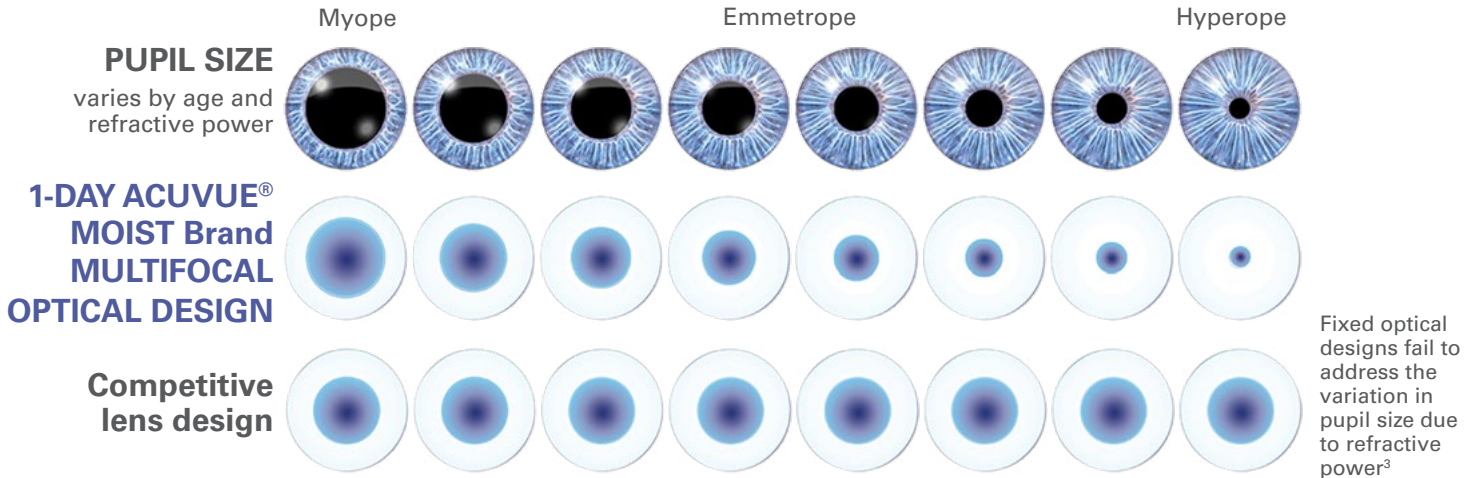 Myope
Emmetrope
Hyperope
PUPIL SIZE
varies by age and
refractive power
1-DAY ACUVUE®
MOIST Brand
MULTIFOCAL
OPTICAL DESIGN
Competitive
lens design
Fixed optical
designs fail to
address the
variation in
pupil size due
to refractive
power³